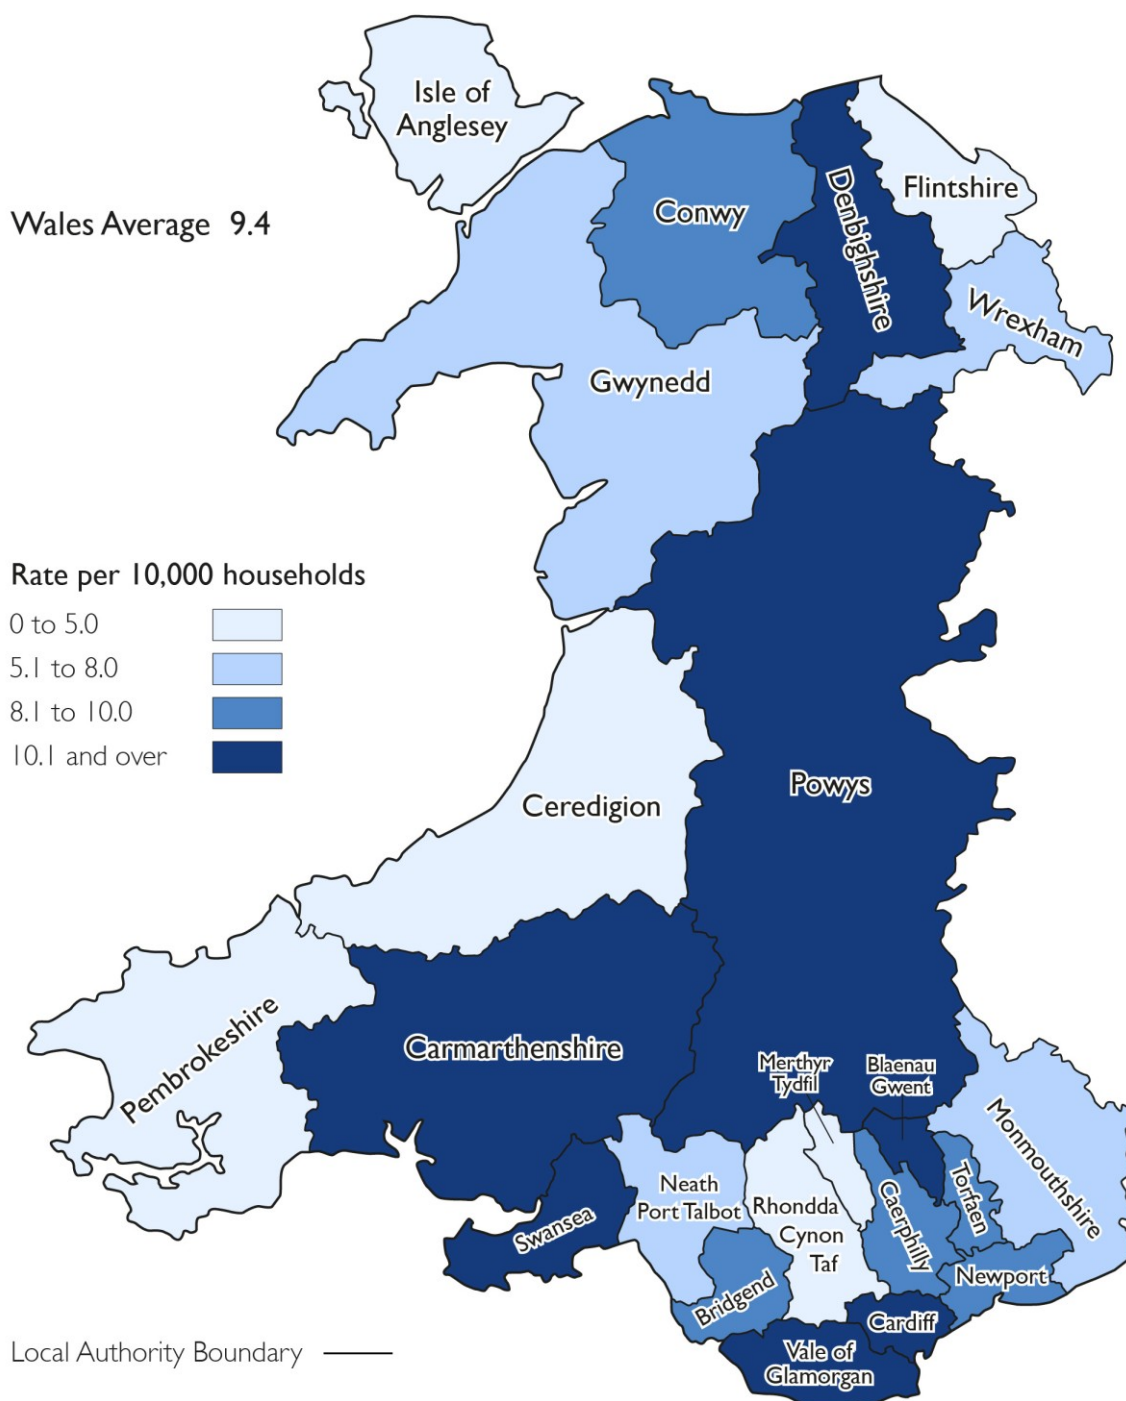 Isle of
Anglesey
Flintshire
Denbighshire
Conwy
Wales Average 9.4
Wrexham
Gwynedd
Rate per 10,000 households
0 to 5.0
5.1 to 8.0
8.1 to 10.0
10.1 and over
Powys
Ceredigion
Pembrokeshire
Carmarthenshire
Merthyr
Tydfil
Blaenau
Gwent
Monmouthshire
Neath
Port Talbot
Swansea
Rhondda
Cynon
Taf
Caerphilly
Torfaen
Newport
Bridgend
Cardiff
Vale of
Glamorgan
Local Authority Boundary